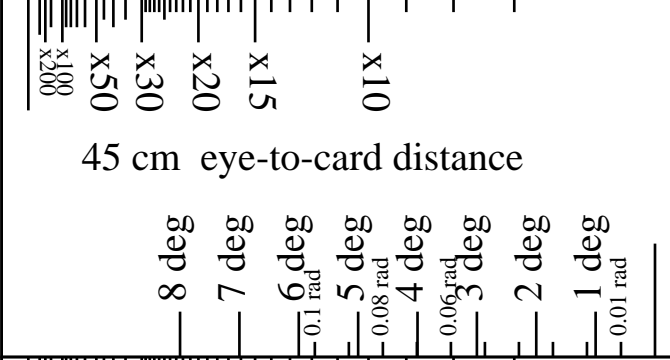 x200 x100 x50 x30 x20 x15 x10
45 cm eye-to-card distance
8 deg 7 deg 6 deg 0.1 rad 5 deg 0.08 rad 4 deg 0.06 rad 3 deg 2 deg 1 deg 0.01 rad